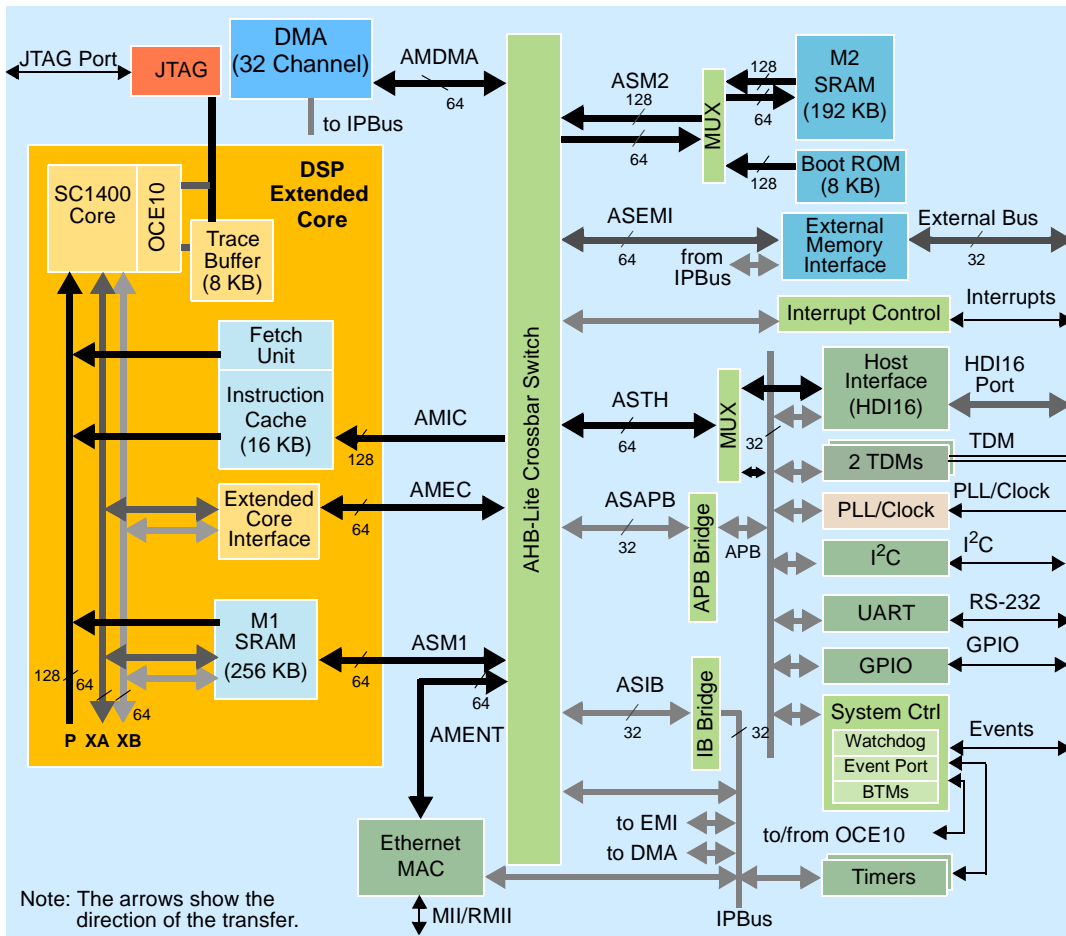 JTAG Port
JTAG
DMA
(32 Channel)
to IPBus
AMDMA
64
DSP
Extended
Core
SC1400
Core
OCE10
Trace
Buffer
(8 KB)
Fetch
Unit
Instruction
Cache
(16 KB)
AMIC
128
Extended
Core
Interface
AMEC
64
M1
SRAM
(256 KB)
ASM1
64
128
64
64
P
XA
XB
AMENT
64
Ethernet
MAC
MII/RMII
Note: The arrows show the
direction of the transfer.
AHB-Lite Crossbar Switch
ASM2
128
64
MUX
128
64
128
M2
SRAM
(192 KB)
Boot ROM
(8 KB)
ASEMI
64
from
IPBus
External
Memory
Interface
External Bus
32
Interrupt Control
Interrupts
ASTH
64
MUX
32
Host
Interface
(HDI16)
HDI16
Port
2 TDMs
TDM
ASAPB
32
APB Bridge
APB
PLL/Clock
PLL/Clock
I²C
I²C
UART
RS-232
GPIO
GPIO
ASIB
32
IB Bridge
32
System Ctrl
Watchdog
Event Port
BTMs
Events
to EMI
to DMA
to/from OCE10
Timers
IPBus